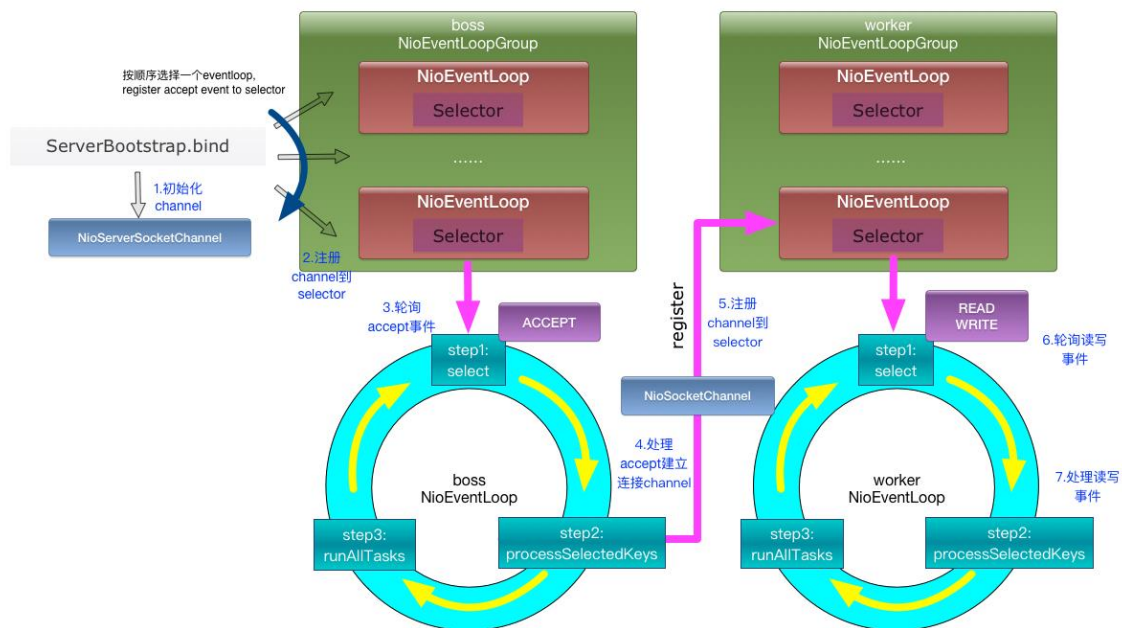 boss
NioEventLoopGroup
NioEventLoop
Selector
......
NioEventLoop
Selector
worker
NioEventLoopGroup
NioEventLoop
Selector
......
NioEventLoop
Selector
按顺序选择一个eventloop,
register accept event to selector
ServerBootstrap.bind
1.初始化
channel
NioServerSocketChannel
2.注册
channel到
selector
3.轮询
accept事件
ACCEPT
step1:
select
boss
NioEventLoop
step2:
processSelectedKeys
step3:
runAllTasks
4.处理
accept建立
连接channel
NioSocketChannel
register
5.注册
channel到
selector
READ
WRITE
6.轮询读写
事件
step1:
select
worker
NioEventLoop
7.处理读写
事件
step2:
processSelectedKeys
step3:
runAllTasks